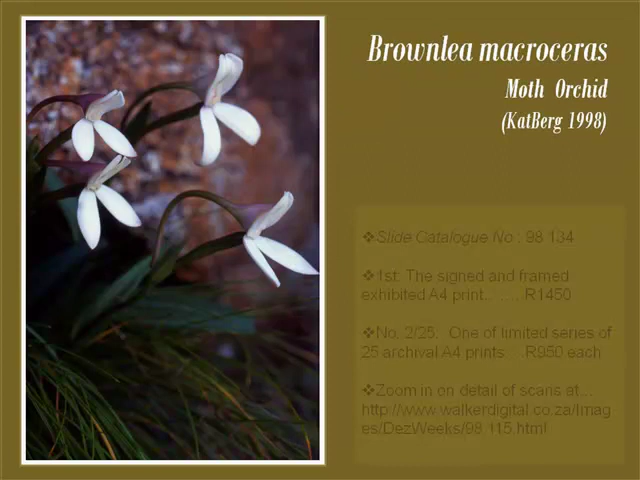 Brownlea macroceras
Moth Orchid
(KatBerg 1998)
❖Slide Catalogue No : 98 134
❖1st: The signed and framed
exhibited A4 print……. R1450
❖No. 2/25: One of limited series of
25 archival A4 prints….R950 each
❖Zoom in on detail of scans at…
http://www.walkerdigital.co.za/Imag
es/DezWeeks/98.115.html